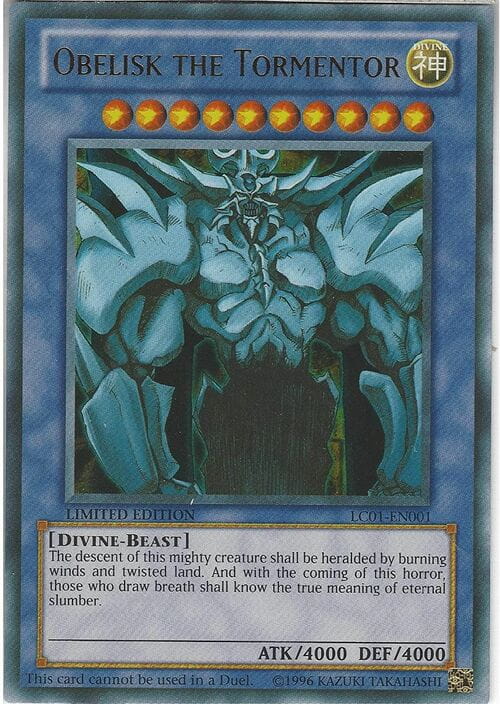 OBELISK THE TORMENTOR
DIVINE
神
LIMITED EDITION LC01-EN001
[DIVINE-BEAST]
The descent of this mighty creature shall be heralded by burning
winds and twisted land. And with the coming of this horror,
those who draw breath shall know the true meaning of eternal
slumber.
ATK/4000 DEF/4000
This card cannot be used in a Duel. ©1996 KAZUKI TAKAHASHI